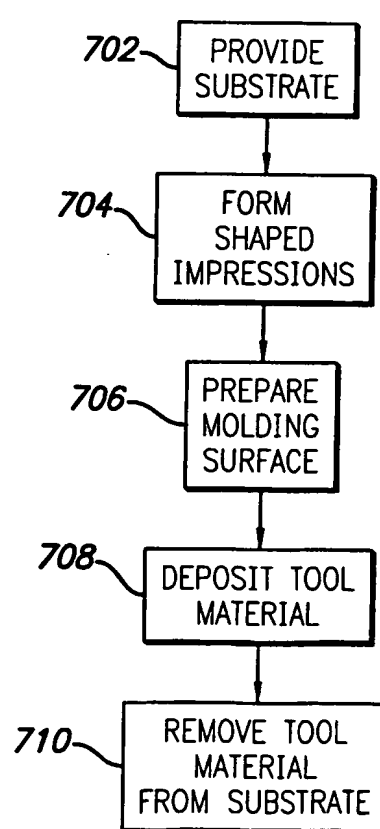 702
PROVIDE
SUBSTRATE
704
FORM
SHAPED
IMPRESSIONS
706
PREPARE
MOLDING
SURFACE
708
DEPOSIT TOOL
MATERIAL
710
REMOVE TOOL
MATERIAL
FROM SUBSTRATE